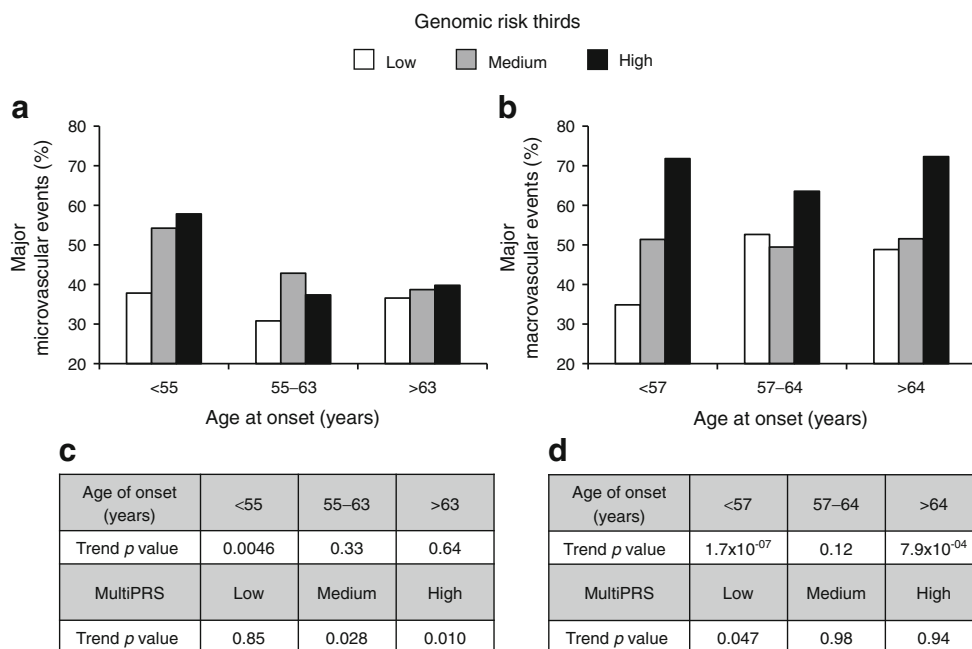 Genomic risk thirds
Low Medium High
a
Major
microvascular events (%)
80
70
60
50
40
30
20
<55 55–63 >63
Age at onset (years)
b
Major
macrovascular events (%)
80
70
60
50
40
30
20
<57 57–64 >64
Age at onset (years)
c
Age of onset
(years) <55 55–63 >63
Trend p value 0.0046 0.33 0.64
MultiPRS Low Medium High
Trend p value 0.85 0.028 0.010
d
Age of onset
(years) <57 57–64 >64
Trend p value 1.7x10⁻⁰⁷ 0.12 7.9x10⁻⁰⁴
MultiPRS Low Medium High
Trend p value 0.047 0.98 0.94